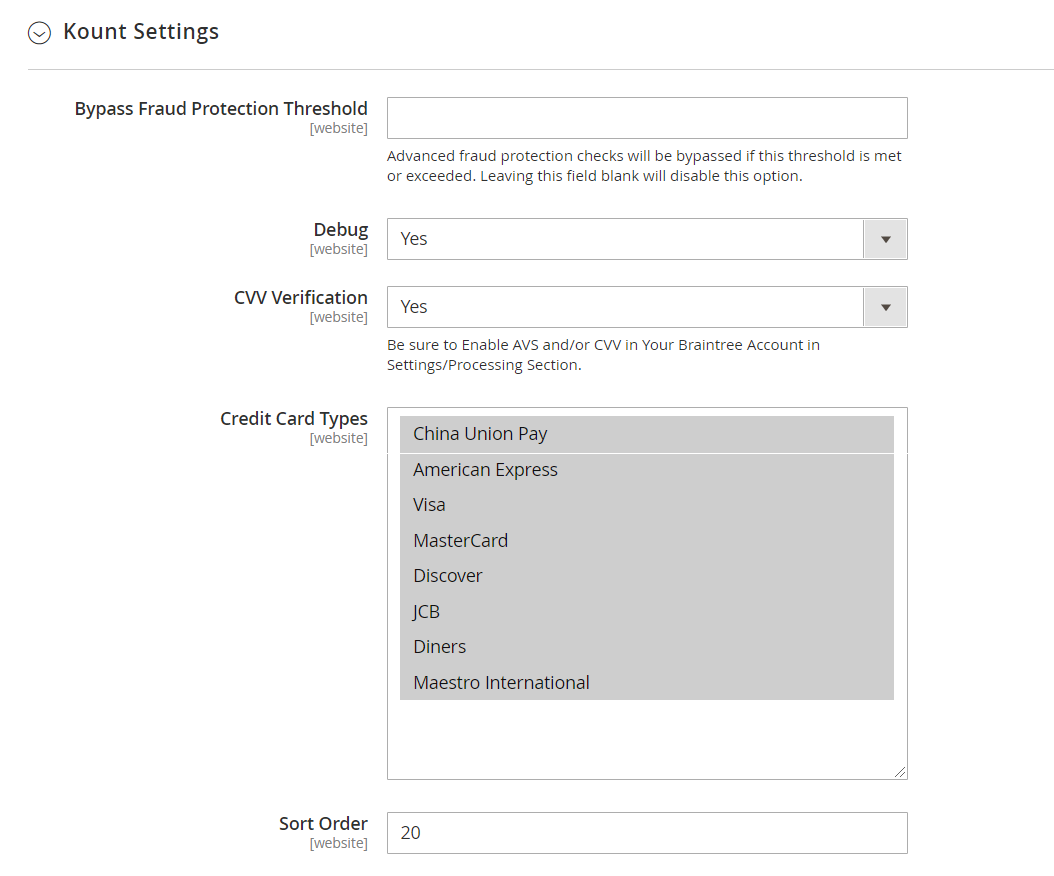 Kount Settings
Bypass Fraud Protection Threshold
[website]
Advanced fraud protection checks will be bypassed if this threshold is met
or exceeded. Leaving this field blank will disable this option.
Debug
[website]
Yes
CVV Verification
[website]
Yes
Be sure to Enable AVS and/or CVV in Your Braintree Account in
Settings/Processing Section.
Credit Card Types
[website]
China Union Pay
American Express
Visa
MasterCard
Discover
JCB
Diners
Maestro International
Sort Order
[website]
20